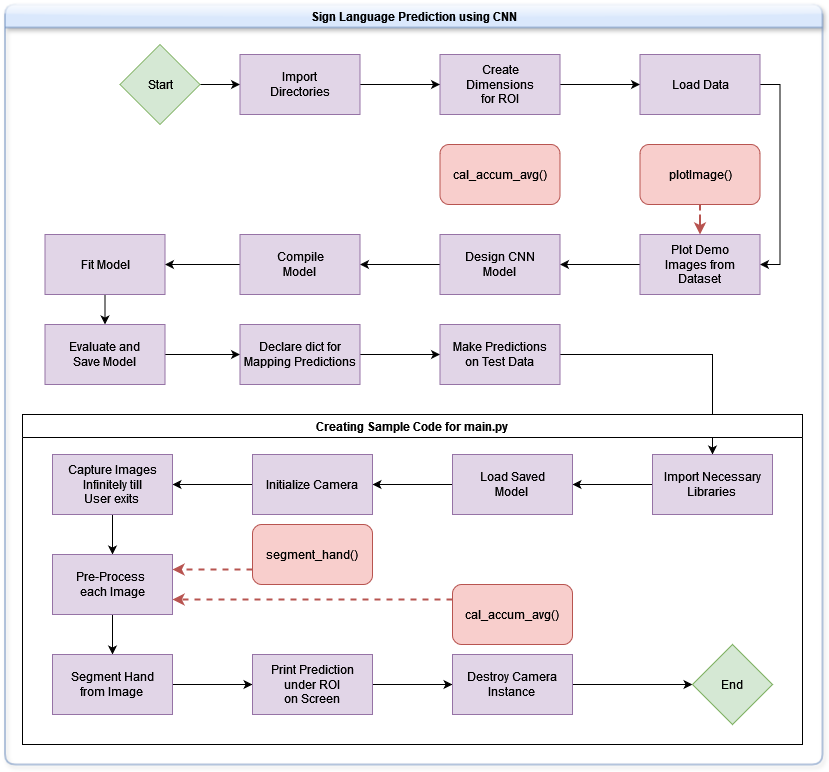 Sign Language Prediction using CNN
Start
Import
Directories
Create
Dimensions
for ROI
Load Data
cal_accum_avg()
plotImage()
Plot Demo
Images from
Dataset
Design CNN
Model
Compile
Model
Fit Model
Evaluate and
Save Model
Declare dict for
Mapping Predictions
Make Predictions
on Test Data
Creating Sample Code for main.py
Import Necessary
Libraries
Load Saved
Model
Initialize Camera
Capture Images
Infinitely till
User exits
segment_hand()
Pre-Process
each Image
cal_accum_avg()
Segment Hand
from Image
Print Prediction
under ROI
on Screen
Destroy Camera
Instance
End